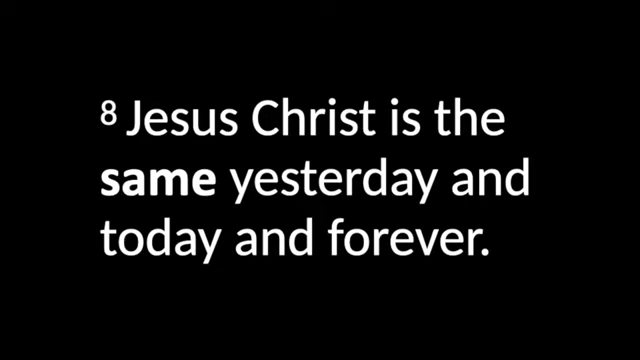 8 Jesus Christ is the
same yesterday and
today and forever.